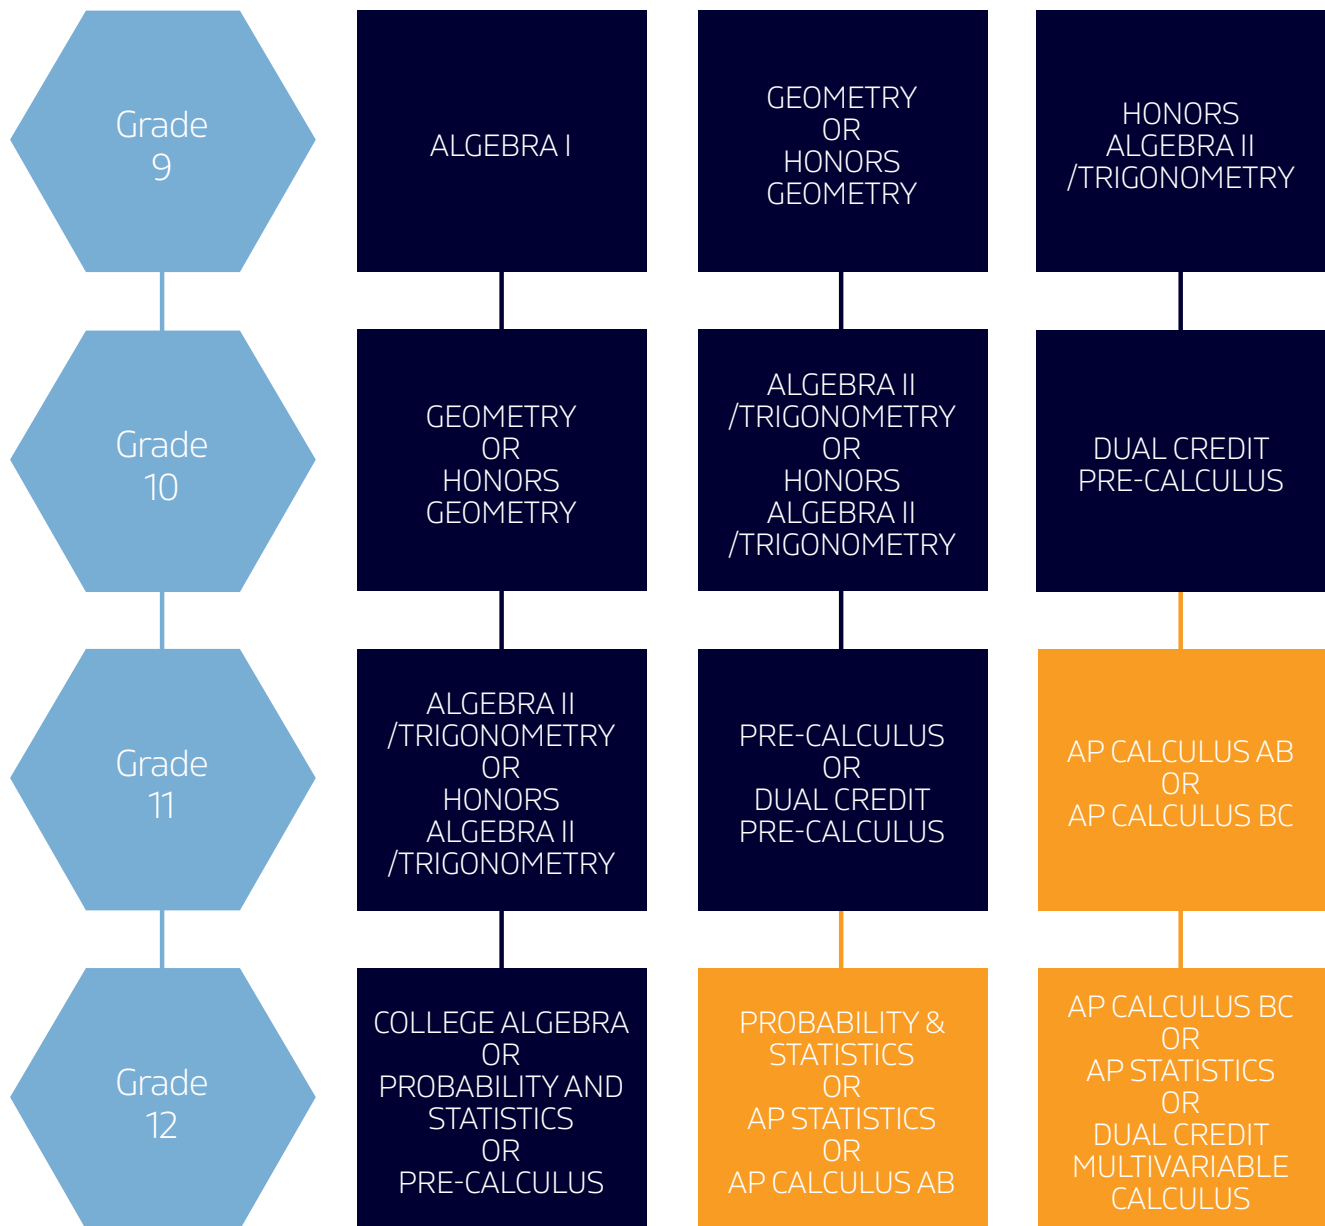 Grade
9
ALGEBRA I
GEOMETRY
OR
HONORS
GEOMETRY
HONORS
ALGEBRA II
/TRIGONOMETRY
Grade
10
GEOMETRY
OR
HONORS
GEOMETRY
ALGEBRA II
/TRIGONOMETRY
OR
HONORS
ALGEBRA II
/TRIGONOMETRY
DUAL CREDIT
PRE-CALCULUS
Grade
11
ALGEBRA II
/TRIGONOMETRY
OR
HONORS
ALGEBRA II
/TRIGONOMETRY
PRE-CALCULUS
OR
DUAL CREDIT
PRE-CALCULUS
AP CALCULUS AB
OR
AP CALCULUS BC
Grade
12
COLLEGE ALGEBRA
OR
PROBABILITY AND
STATISTICS
OR
PRE-CALCULUS
PROBABILITY &
STATISTICS
OR
AP STATISTICS
OR
AP CALCULUS AB
AP CALCULUS BC
OR
AP STATISTICS
OR
DUAL CREDIT
MULTIVARIABLE
CALCULUS